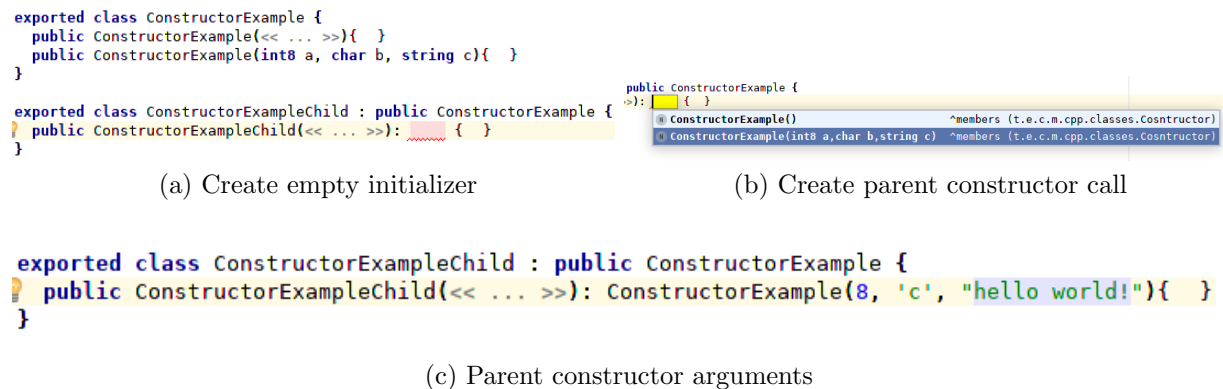 exported class ConstructorExample {
public ConstructorExample(<< ... >>){ }
public ConstructorExample(int8 a, char b, string c){ }
}
exported class ConstructorExampleChild : public ConstructorExample {
public ConstructorExampleChild(<< ... >>): { }
}
(a) Create empty initializer
public ConstructorExample {
>): { }
N ConstructorExample() ^members (t.e.c.m.cpp.classes.Cosntructor)
N ConstructorExample(int8 a,char b,string c) ^members (t.e.c.m.cpp.classes.Cosntructor)
(b) Create parent constructor call
exported class ConstructorExampleChild : public ConstructorExample {
public ConstructorExampleChild(<< ... >>): ConstructorExample(8, 'c', "hello world!"){ }
}
(c) Parent constructor arguments